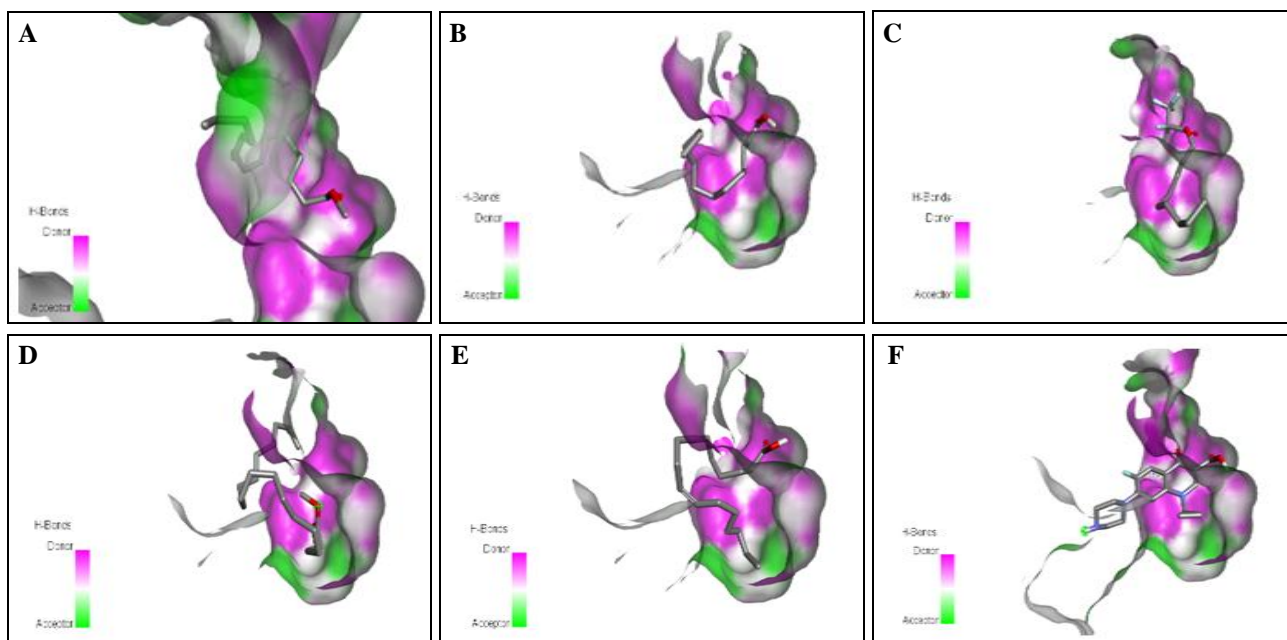 A
H-Bonds
Donor
Acceptor
B
H-Bonds
Donor
Acceptor
C
H-Bonds
Donor
Acceptor
D
H-Bonds
Donor
Acceptor
E
H-Bonds
Donor
Acceptor
F
H-Bonds
Donor
Acceptor